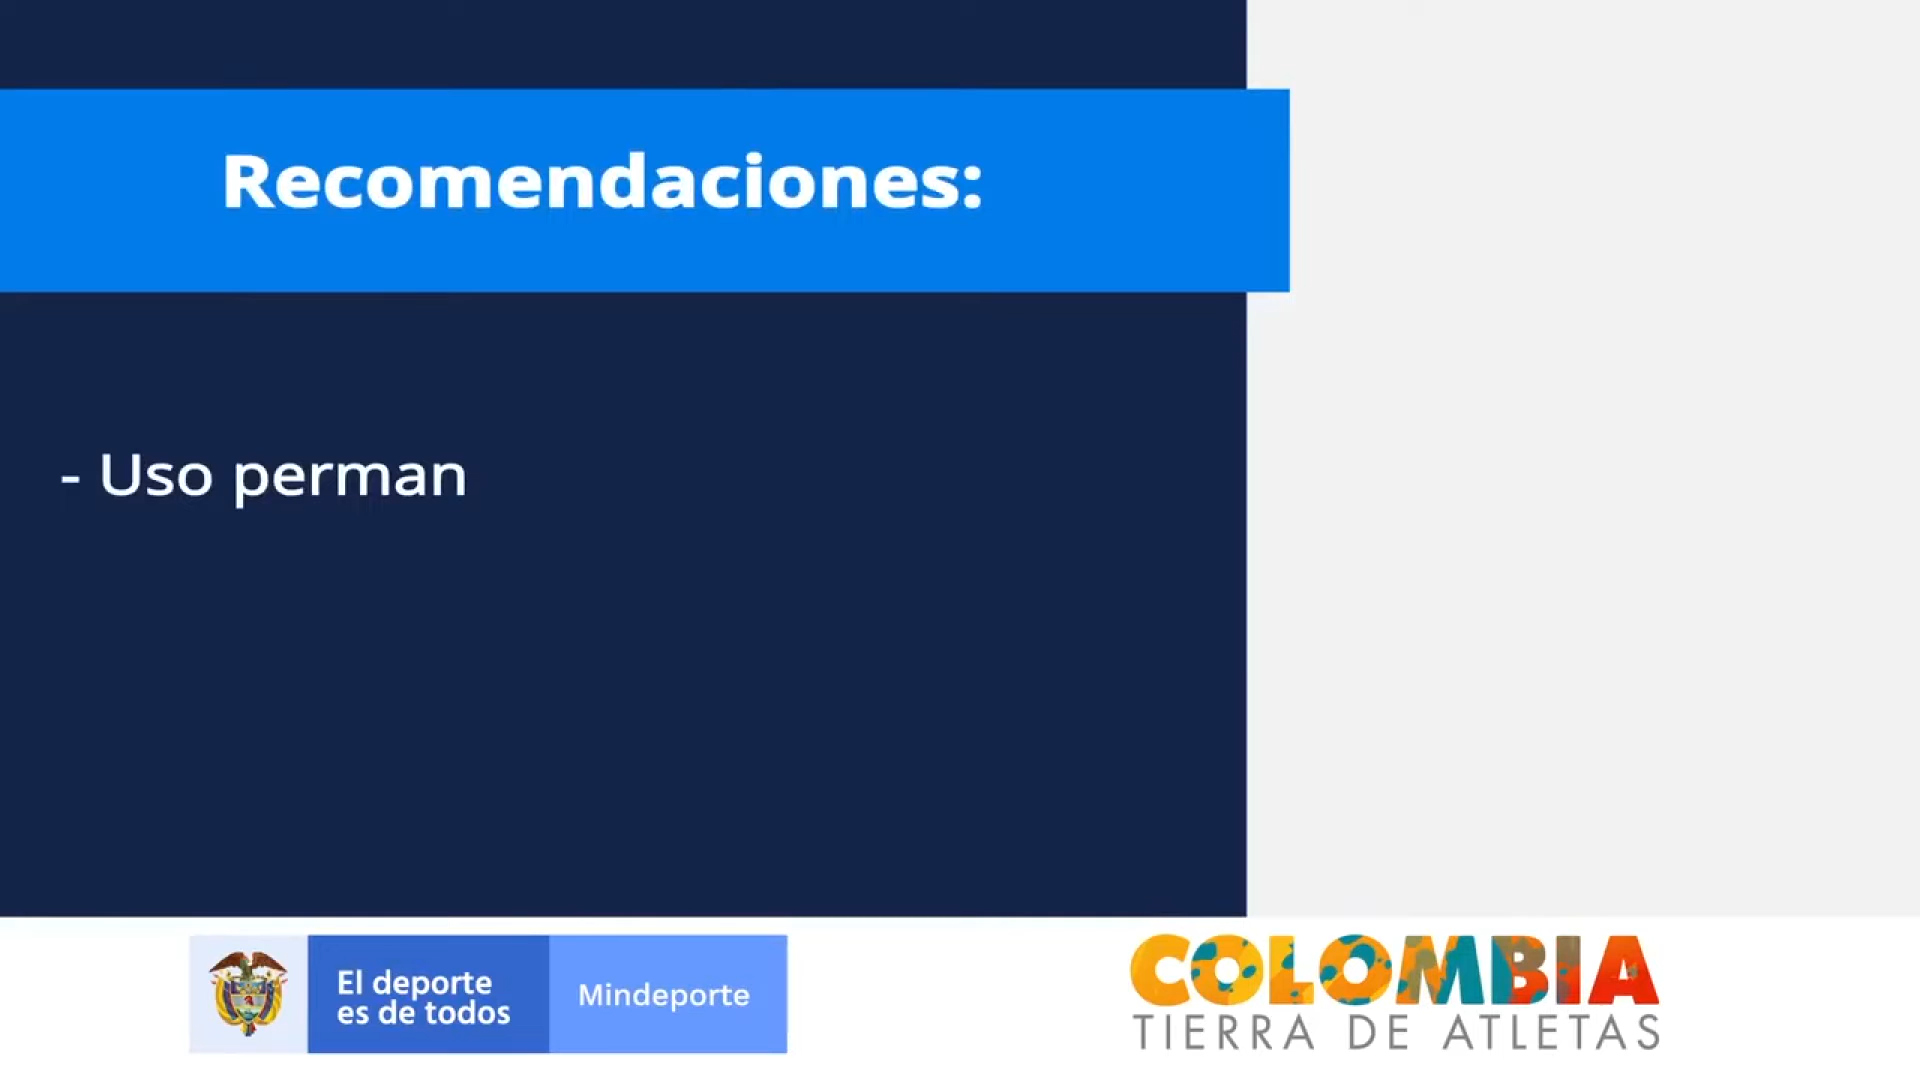 Recomendaciones:
- Uso perman
El deporte
es de todos
Mindeporte
COLOMBIA
TIERRA DE ATLETAS